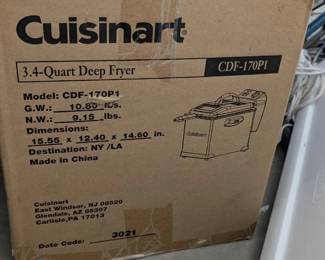 Cuisinart
3.4-Quart Deep Fryer CDF-170P1
Model: CDF-170P1
G.W.: 10.80 lbs.
N.W.: 9.15 lbs.
Dimensions:
15.55 x 12.40 x 14.60 in.
Destination: NY /LA
Made in China
Cuisinart
East Windsor, NJ 08520
Glendale, AZ 85307
Carlisle,PA 17013
Date Code: 3021